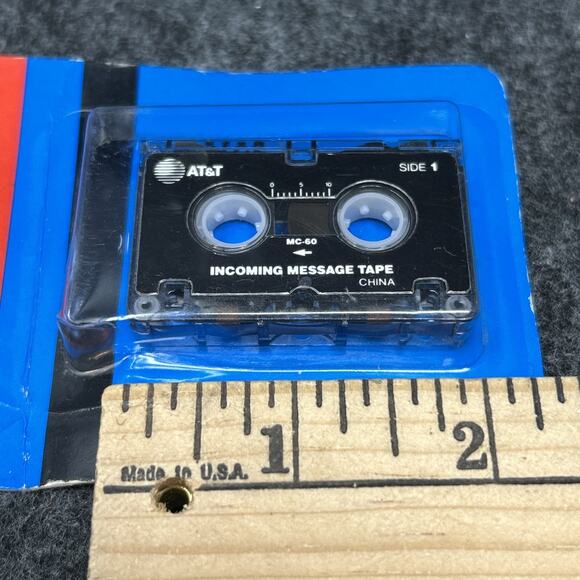 AT&T
SIDE 1
0 5 10
MC-60
INCOMING MESSAGE TAPE
CHINA
1 2
Made in U.S.A.